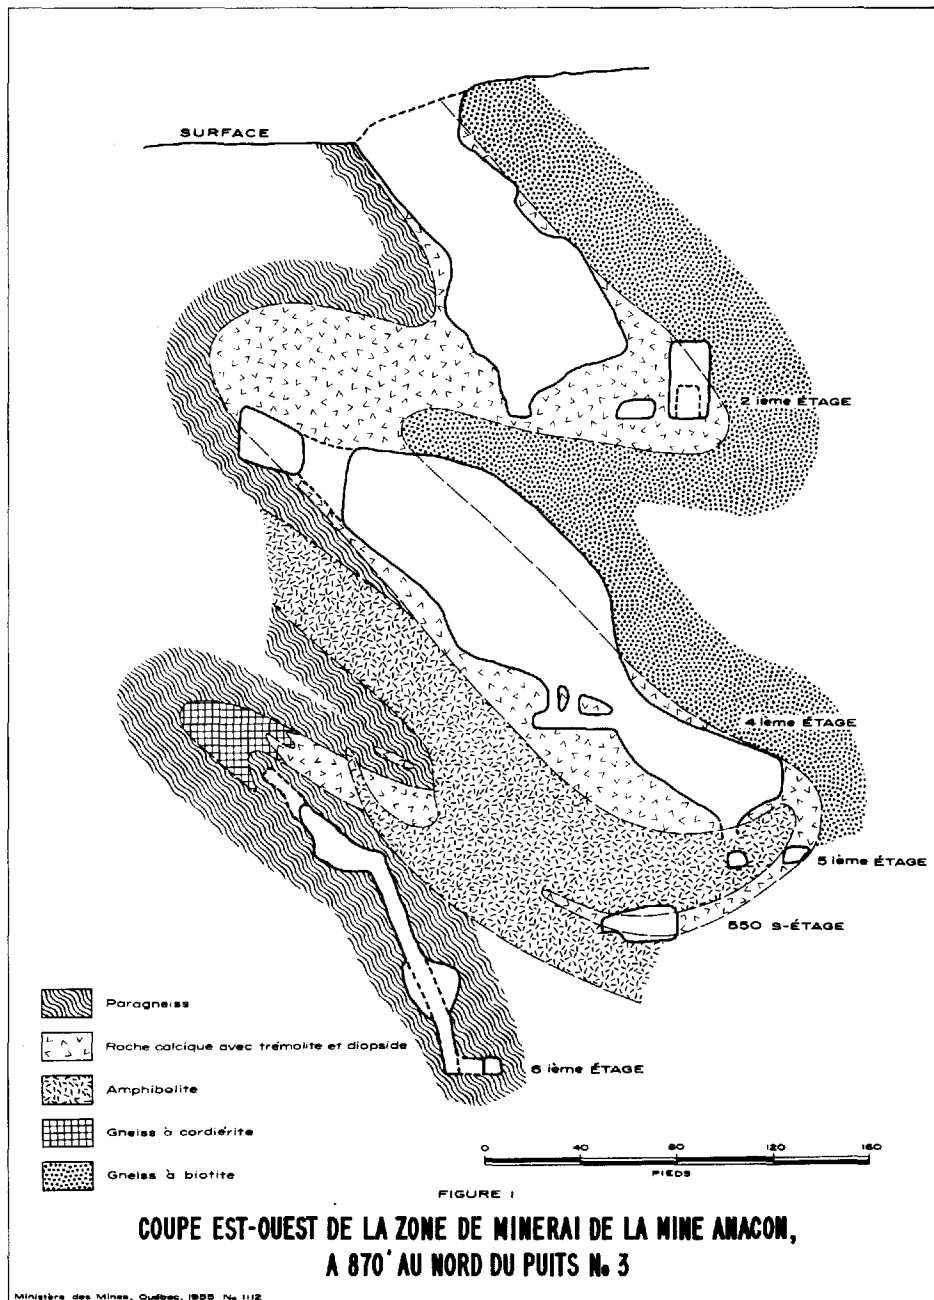 SURFACE
2 ième ÉTAGE
4 ième ÉTAGE
5 ième ÉTAGE
550 S-ÉTAGE
6 ième ÉTAGE
Paragneiss
Roche calcique avec trémolite et diopside
Amphibolite
Gneiss à cordiérite
Gneiss à biotite
0 40 80 120 160
PIEDS
FIGURE 1
COUPE EST-OUEST DE LA ZONE DE MINERAI DE LA MINE ANACON,
A 870' AU NORD DU PUITS No 3
Ministère des Mines, Québec, 1955 No 1112